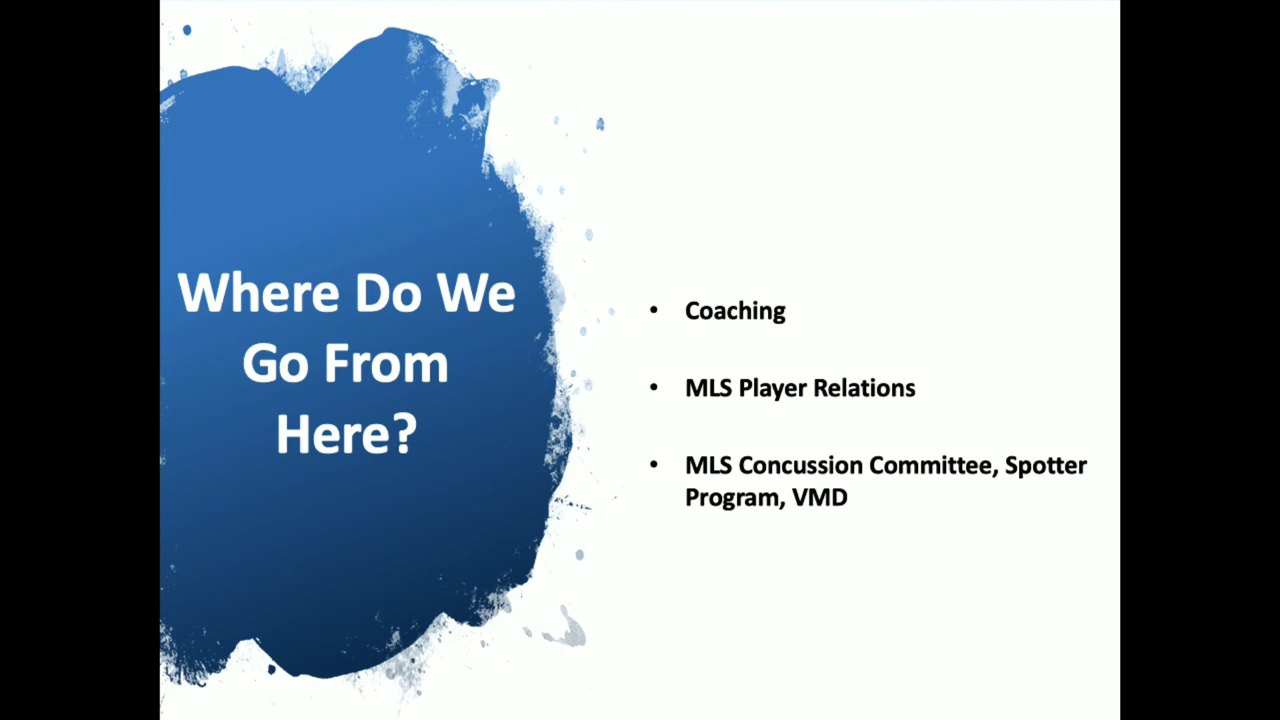 Where Do We
Go From
Here?
• Coaching
• MLS Player Relations
• MLS Concussion Committee, Spotter
Program, VMD